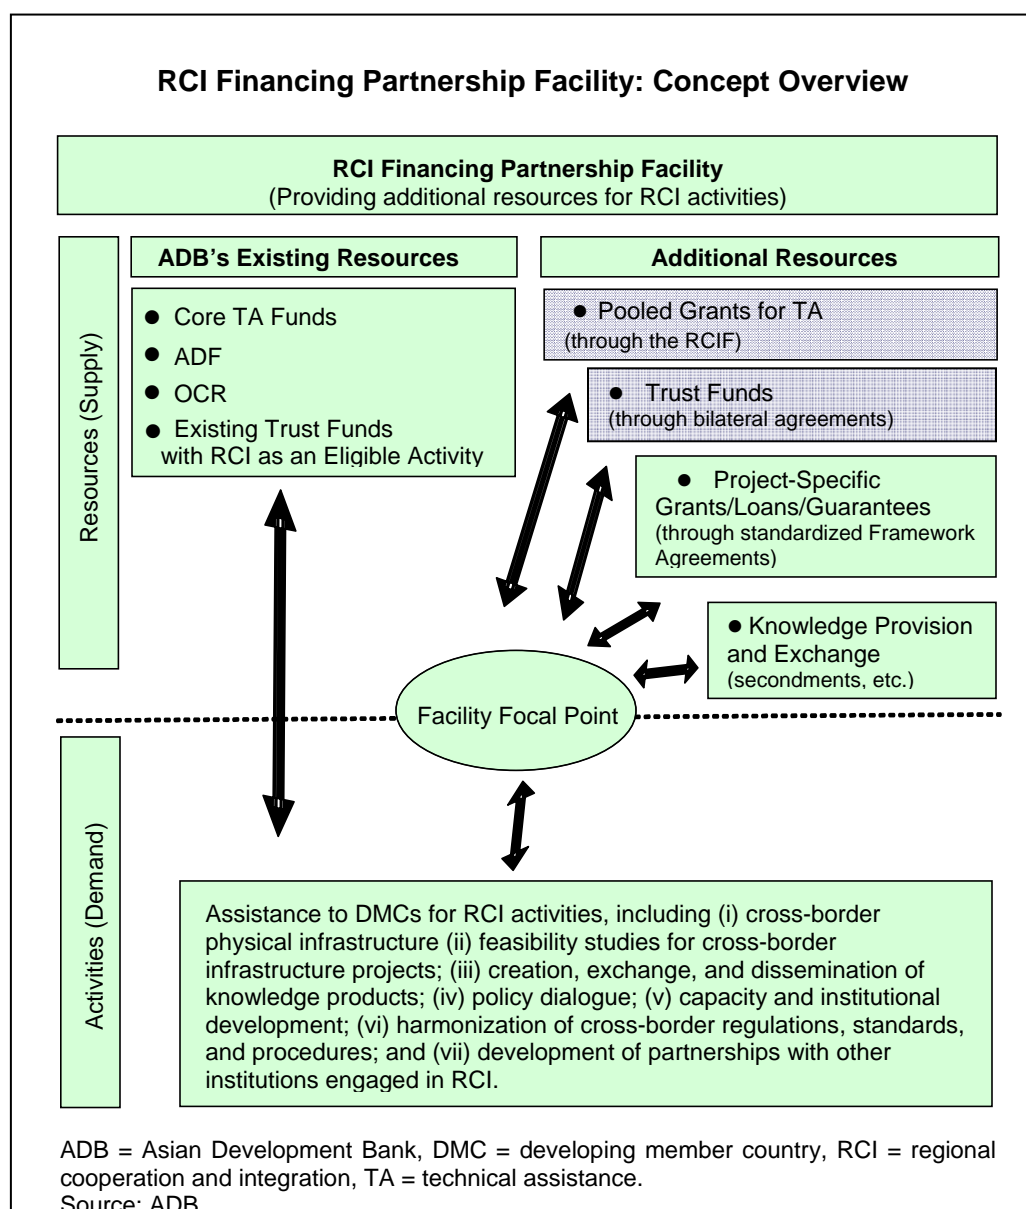 RCI Financing Partnership Facility: Concept Overview
RCI Financing Partnership Facility
(Providing additional resources for RCI activities)
Resources (Supply)
ADB's Existing Resources
● Core TA Funds
● ADF
● OCR
● Existing Trust Funds
with RCI as an Eligible Activity
Additional Resources
● Pooled Grants for TA
(through the RCIF)
● Trust Funds
(through bilateral agreements)
● Project-Specific
Grants/Loans/Guarantees
(through standardized Framework
Agreements)
● Knowledge Provision
and Exchange
(secondments, etc.)
Facility Focal Point
Activities (Demand)
Assistance to DMCs for RCI activities, including (i) cross-border
physical infrastructure (ii) feasibility studies for cross-border
infrastructure projects; (iii) creation, exchange, and dissemination of
knowledge products; (iv) policy dialogue; (v) capacity and institutional
development; (vi) harmonization of cross-border regulations, standards,
and procedures; and (vii) development of partnerships with other
institutions engaged in RCI.
ADB = Asian Development Bank, DMC = developing member country, RCI = regional
cooperation and integration, TA = technical assistance.
Source: ADB